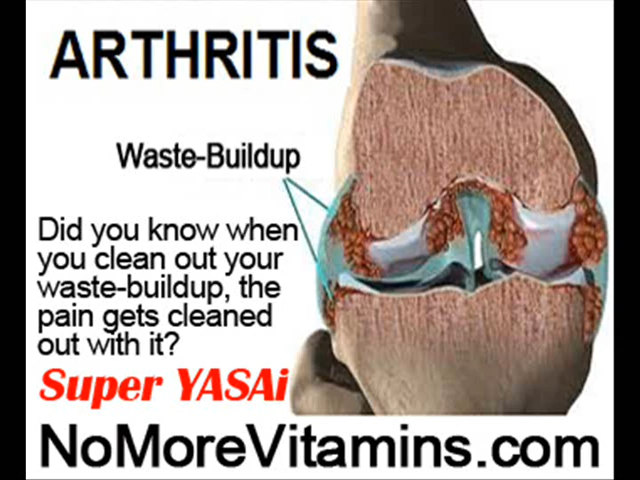 ARTHRITIS
Waste-Buildup
Did you know when
you clean out your
waste-buildup, the
pain gets cleaned
out with it?
Super YASAi
NoMoreVitamins.com